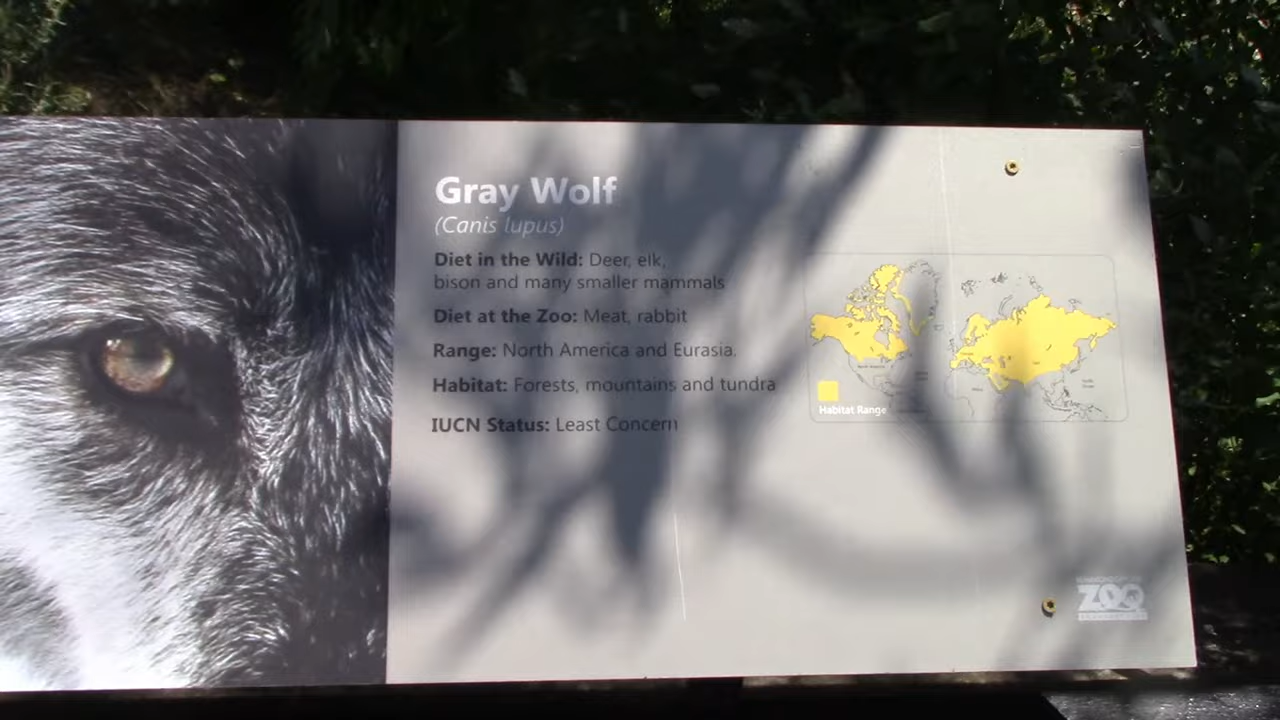 Gray Wolf
(Canis lupus)
Diet in the Wild: Deer, elk,
bison and many smaller mammals
Diet at the Zoo: Meat, rabbit
Range: North America and Eurasia.
Habitat: Forests, mountains and tundra
IUCN Status: Least Concern
Habitat Range
ZOO